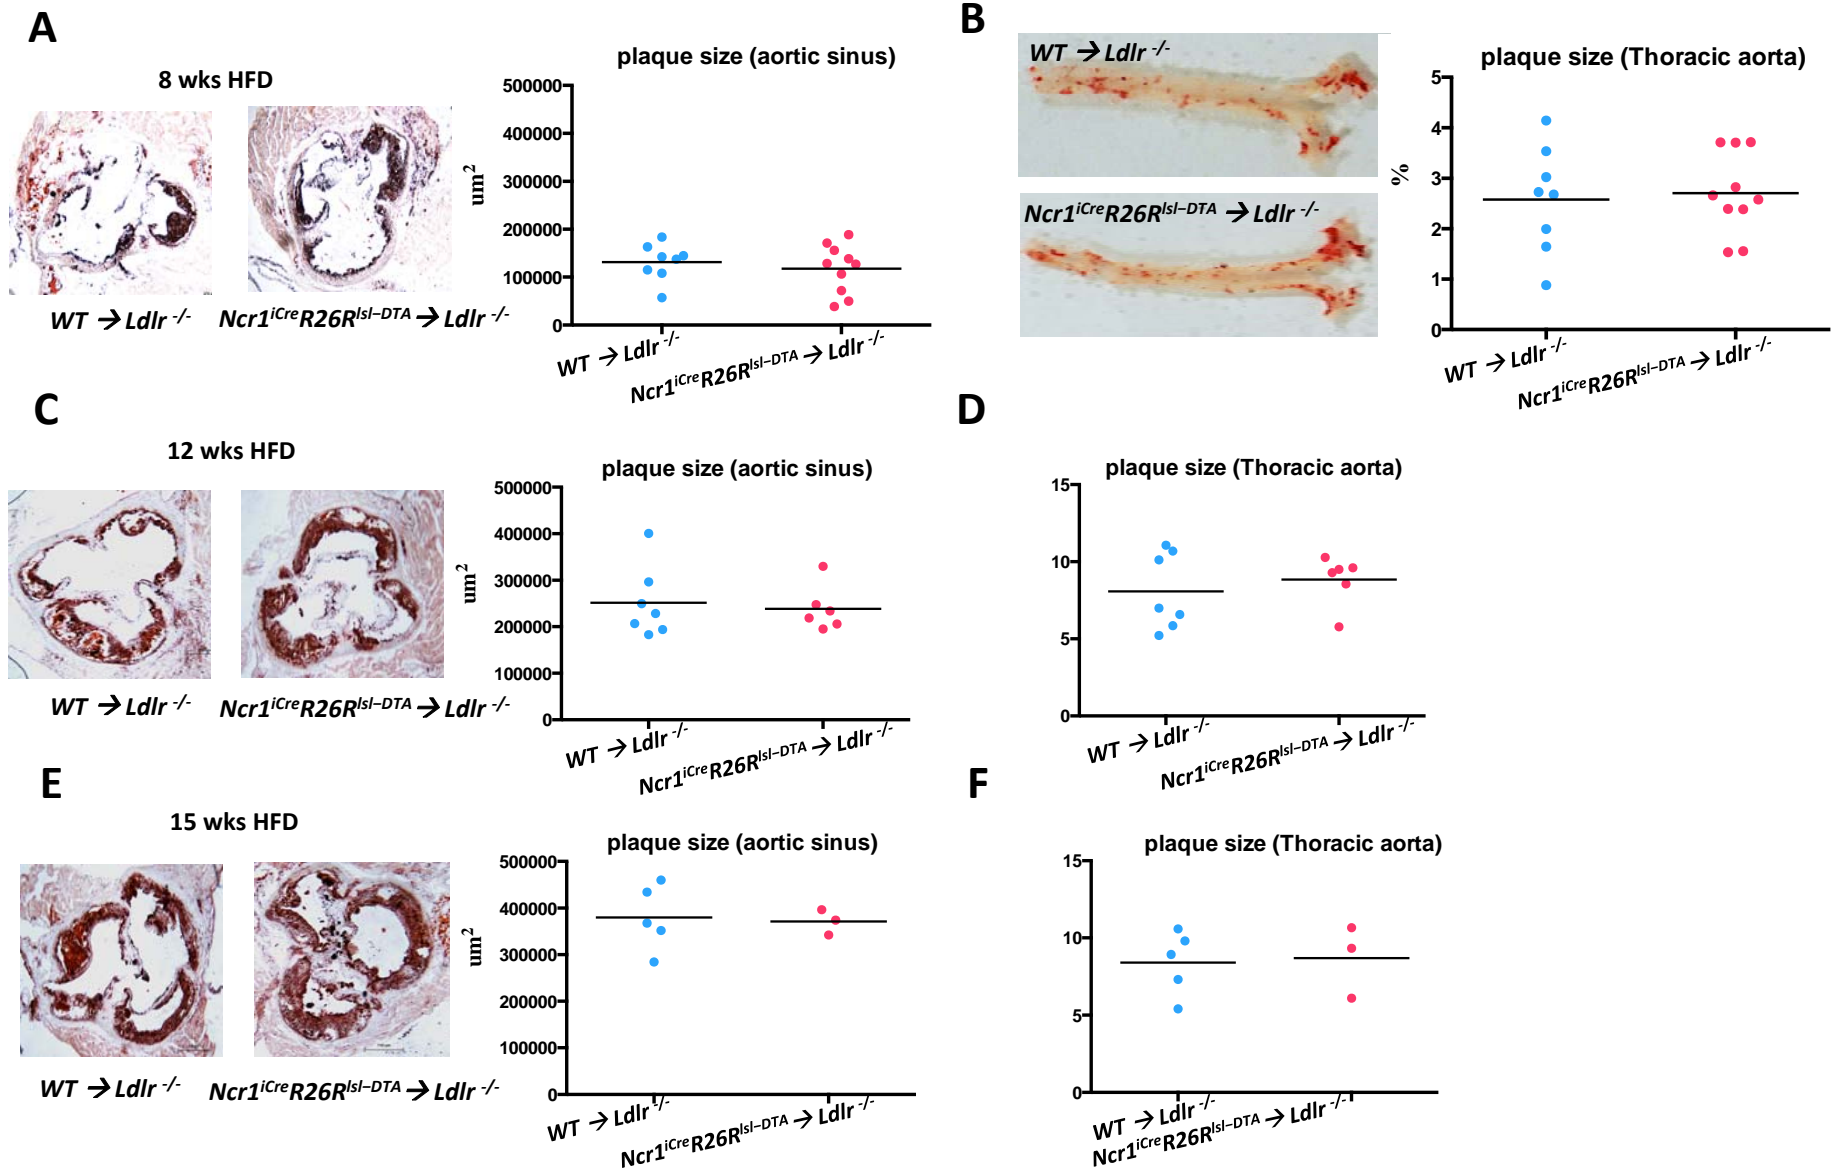 A
8 wks HFD
WT → Ldlr -/-
Ncr1iCreR26Rlsl–DTA → Ldlr -/-
plaque size (aortic sinus)
um2
500000
400000
300000
200000
100000
0
WT → Ldlr -/-
Ncr1iCreR26Rlsl–DTA → Ldlr -/-
B
WT → Ldlr -/-
Ncr1iCreR26Rlsl–DTA → Ldlr -/-
plaque size (Thoracic aorta)
%
5
4
3
2
1
0
WT → Ldlr -/-
Ncr1iCreR26Rlsl–DTA → Ldlr -/-
C
12 wks HFD
WT → Ldlr -/-
Ncr1iCreR26Rlsl–DTA → Ldlr -/-
plaque size (aortic sinus)
um2
500000
400000
300000
200000
100000
0
WT → Ldlr -/-
Ncr1iCreR26Rlsl–DTA → Ldlr -/-
D
plaque size (Thoracic aorta)
15
10
5
0
WT → Ldlr -/-
Ncr1iCreR26Rlsl–DTA → Ldlr -/-
E
15 wks HFD
WT → Ldlr -/-
Ncr1iCreR26Rlsl–DTA → Ldlr -/-
plaque size (aortic sinus)
um2
500000
400000
300000
200000
100000
0
WT → Ldlr -/-
Ncr1iCreR26Rlsl–DTA → Ldlr -/-
F
plaque size (Thoracic aorta)
15
10
5
0
WT → Ldlr -/-
Ncr1iCreR26Rlsl–DTA → Ldlr -/-